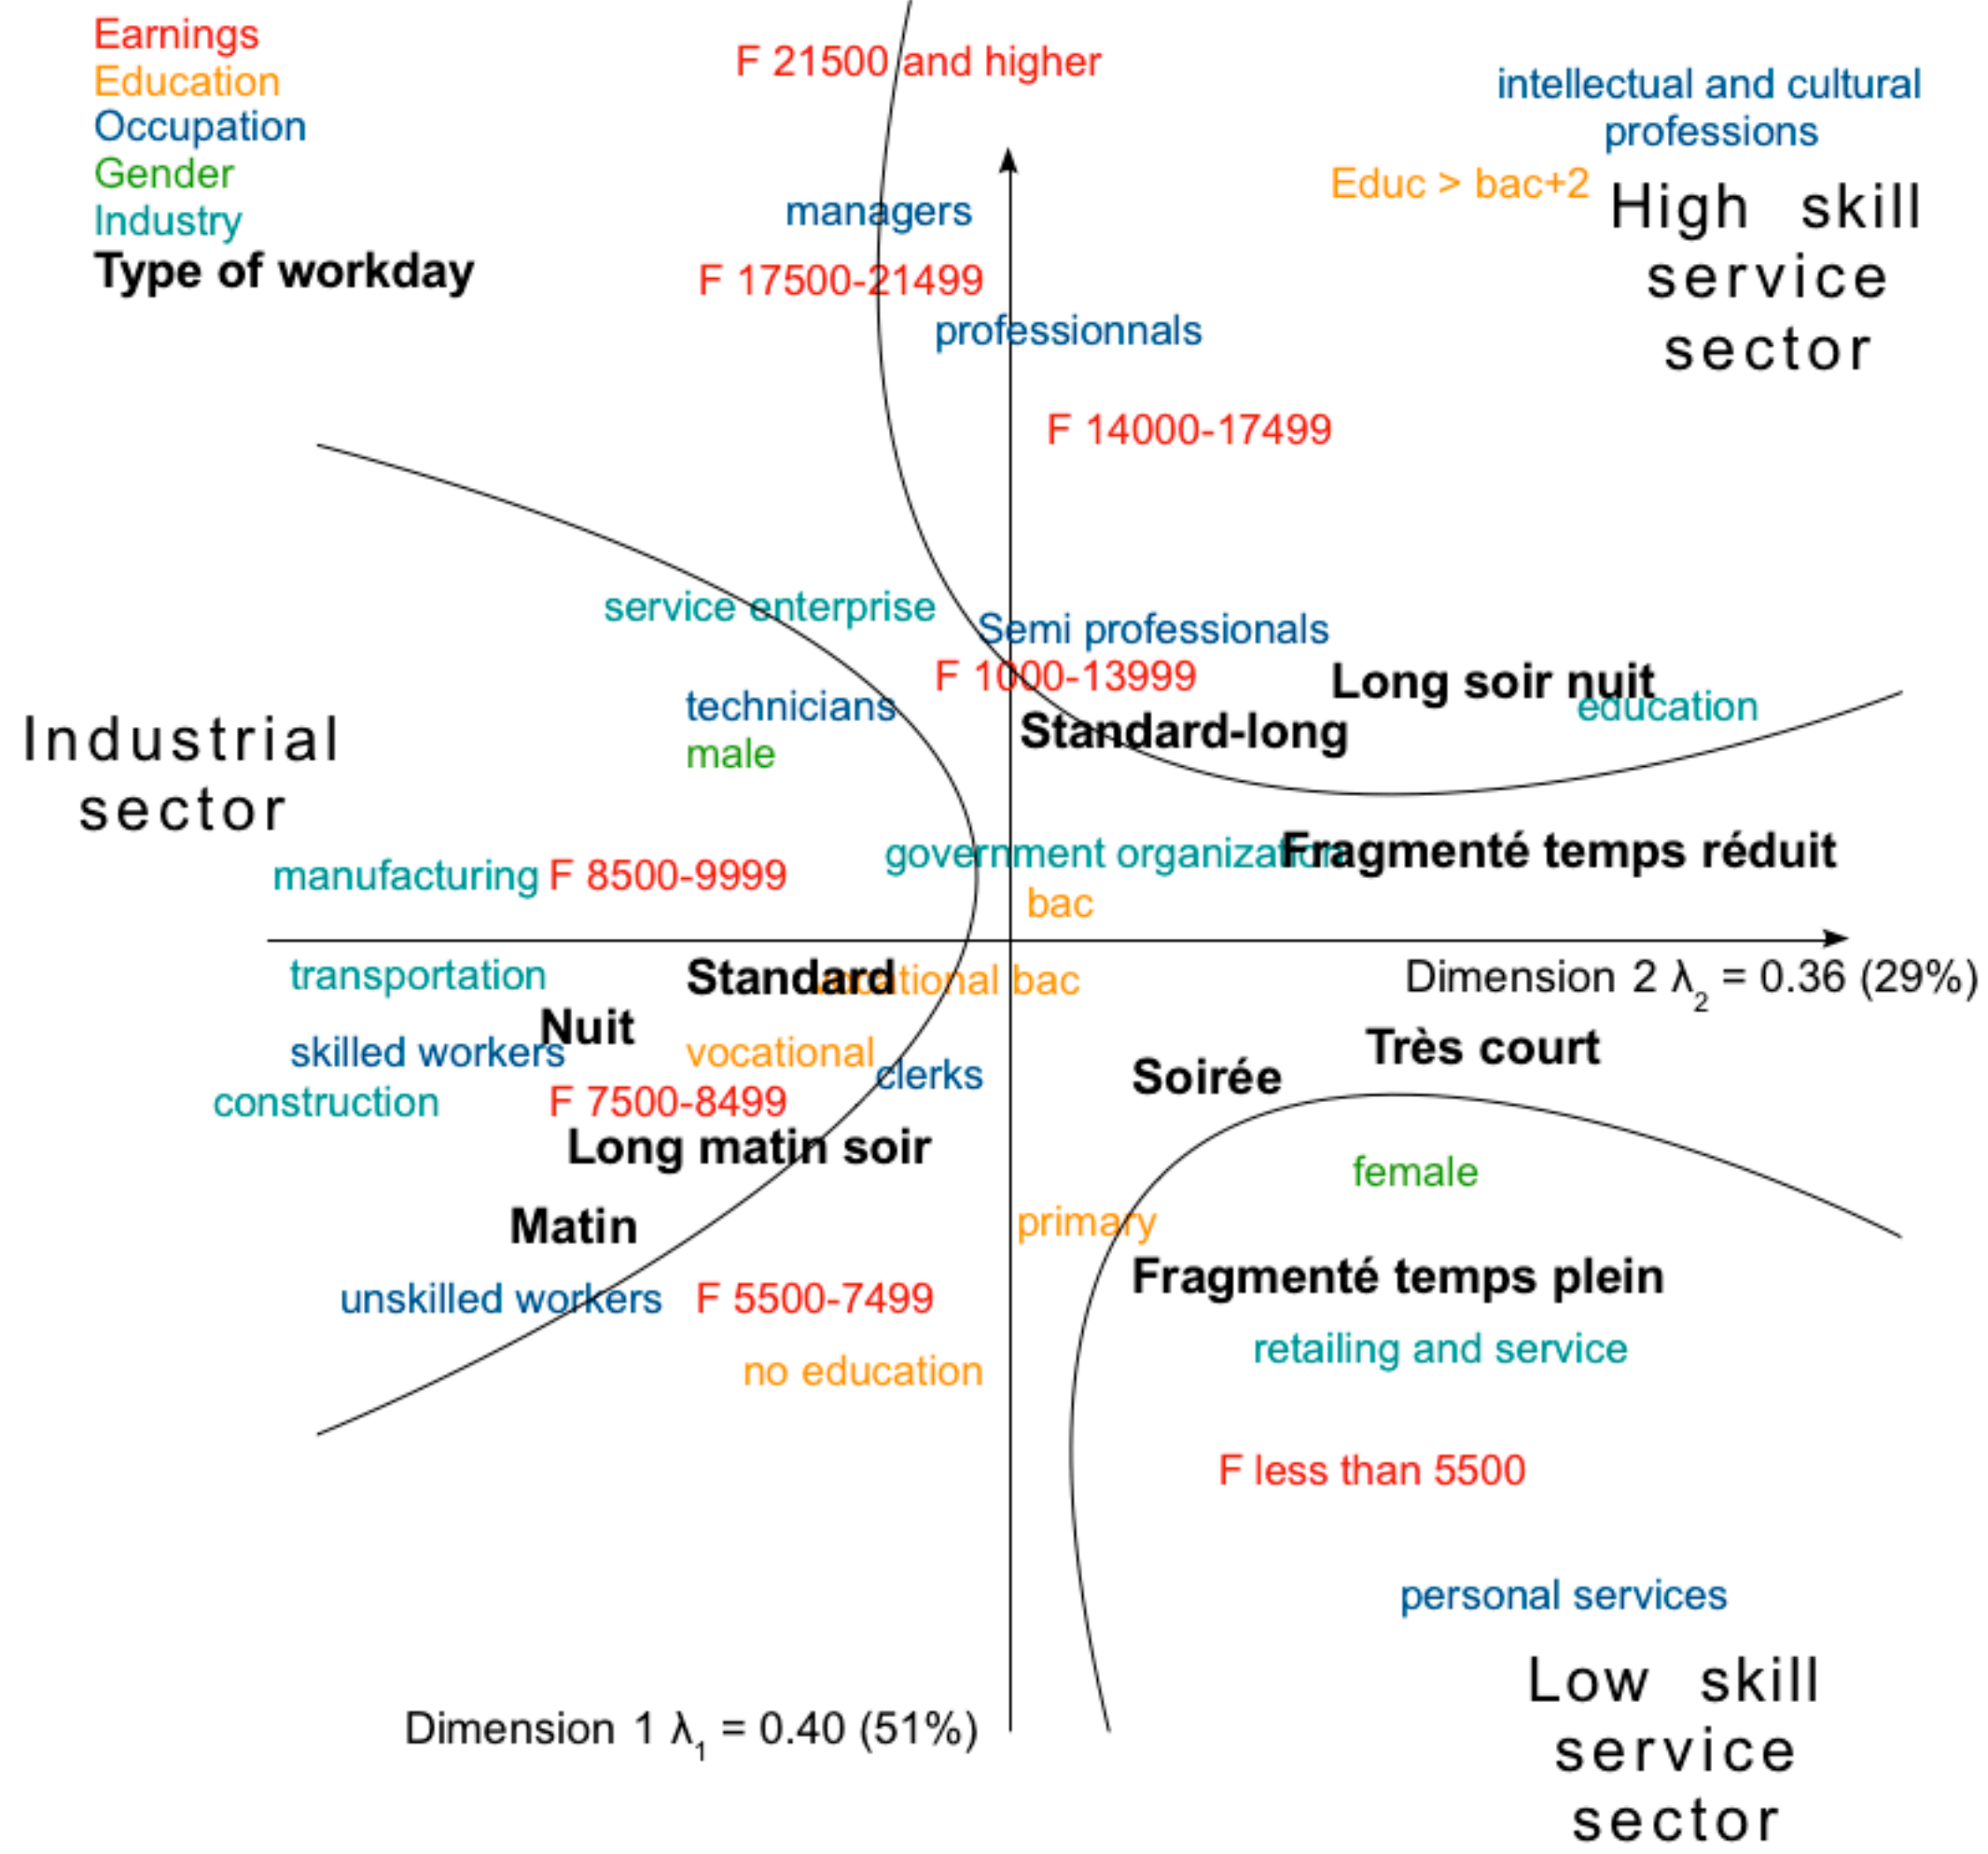 Earnings
Education
Occupation
Gender
Industry
Type of workday
F 21500 and higher
intellectual and cultural
professions
Educ > bac+2
High skill
service
sector
managers
F 17500-21499
professionnals
F 14000-17499
service enterprise
Semi professionals
F 1000-13999
Long soir nuit
education
technicians
Standard-long
male
Industrial
sector
government organization
Fragmenté temps réduit
manufacturing
F 8500-9999
bac
transportation
Standard
vocational bac
Dimension 2 λ2 = 0.36 (29%)
Nuit
skilled workers
vocational
clerks
Soirée
Très court
construction
F 7500-8499
Long matin soir
female
Matin
primary
Fragmenté temps plein
unskilled workers
F 5500-7499
retailing and service
no education
F less than 5500
personal services
Low skill
service
sector
Dimension 1 λ1 = 0.40 (51%)